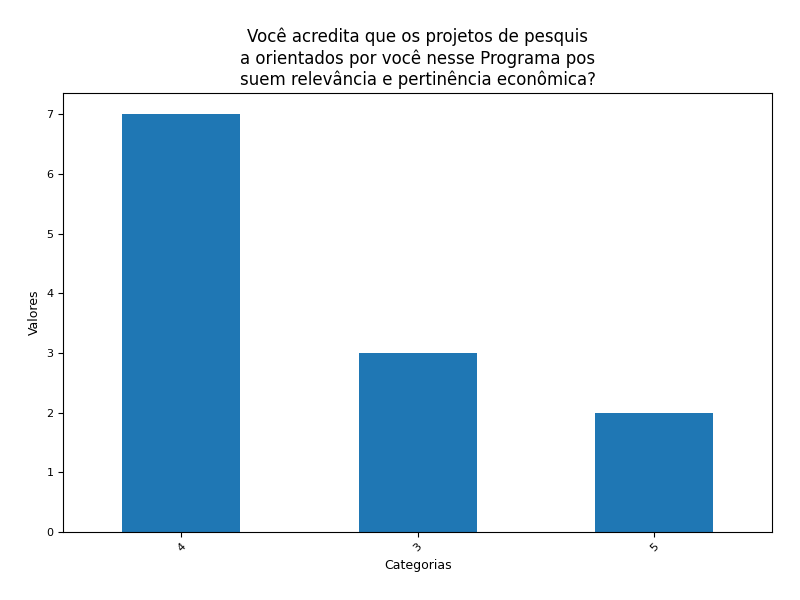 Você acredita que os projetos de pesquis
a orientados por você nesse Programa pos
suem relevância e pertinência econômica?
7
6
5
4
3
2
1
0
Valores
4
3
5
Categorias